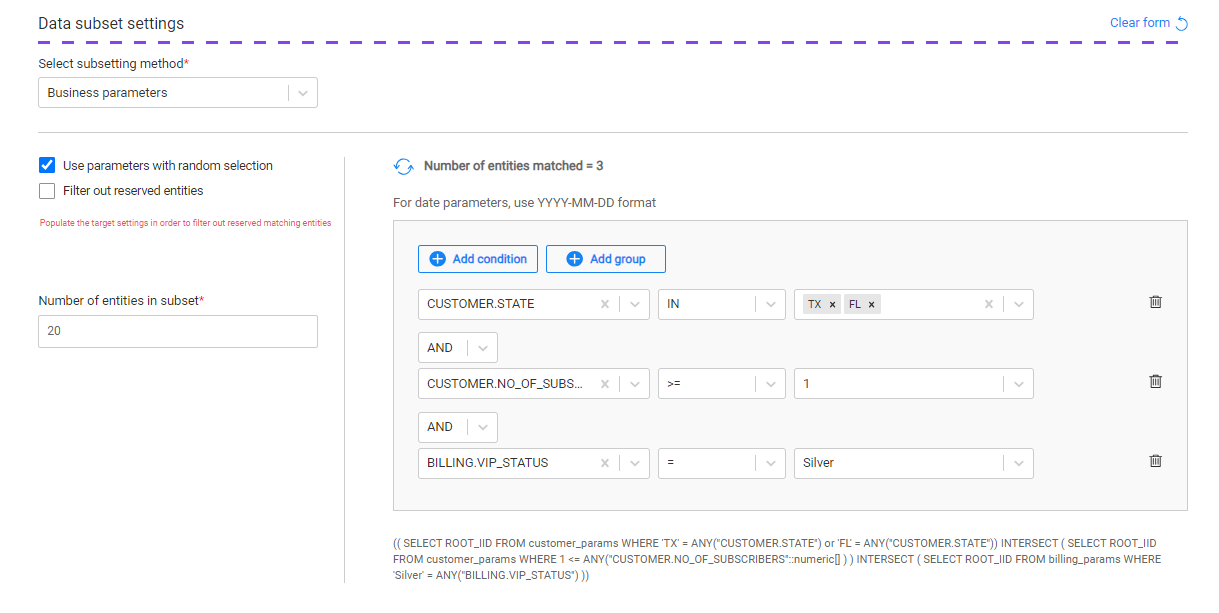 Data subset settings
Clear form
Select subsetting method*
Business parameters
Use parameters with random selection
Filter out reserved entities
Populate the target settings in order to filter out reserved matching entities
Number of entities in subset*
20
Number of entities matched = 3
For date parameters, use YYYY-MM-DD format
Add condition Add group
CUSTOMER.STATE × IN TX × FL × ×
AND
CUSTOMER.NO_OF_SUBS... × >= 1
AND
BILLING.VIP_STATUS × = Silver
(( SELECT ROOT_IID FROM customer_params WHERE 'TX' = ANY("CUSTOMER.STATE") or 'FL' = ANY("CUSTOMER.STATE")) INTERSECT ( SELECT ROOT_IID
FROM customer_params WHERE 1 <= ANY("CUSTOMER.NO_OF_SUBSCRIBERS"::numeric[] ) ) INTERSECT ( SELECT ROOT_IID FROM billing_params WHERE
'Silver' = ANY("BILLING.VIP_STATUS") ))